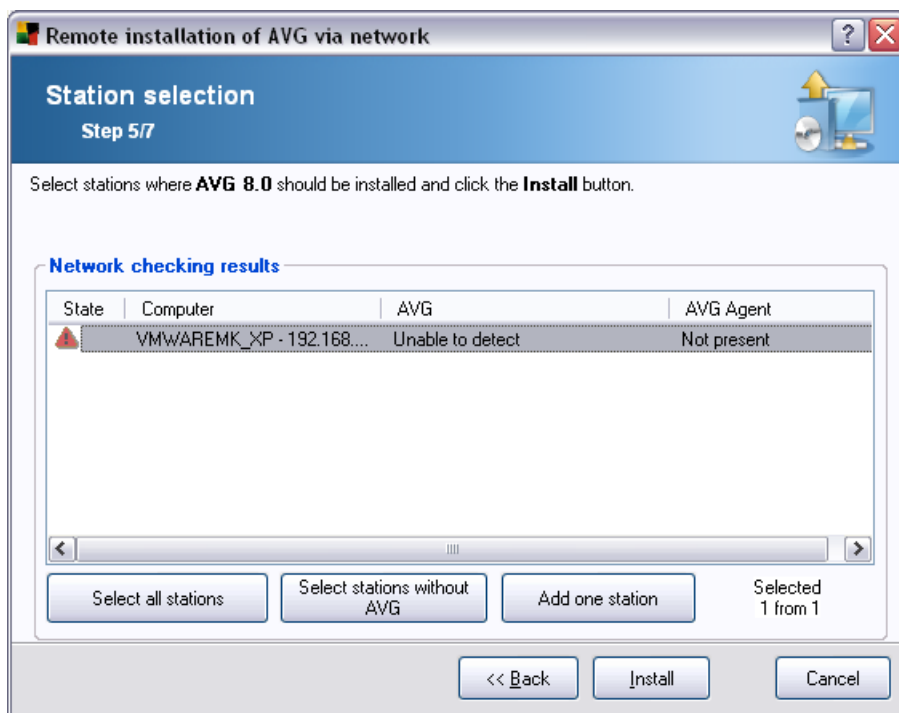 Remote installation of AVG via network
Station selection
Step 5/7
Select stations where AVG 8.0 should be installed and click the Install button.
Network checking results
State Computer AVG AVG Agent
VMWAREMK_XP - 192.168.... Unable to detect Not present
Select all stations
Select stations without
AVG
Add one station
Selected
1 from 1
<< Back Install Cancel